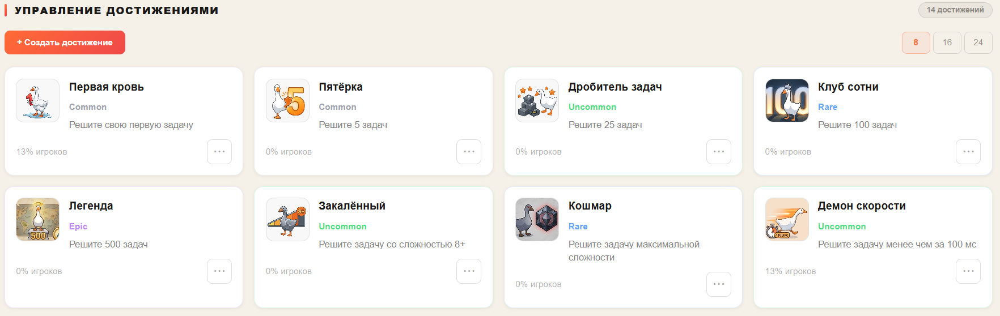 УПРАВЛЕНИЕ ДОСТИЖЕНИЯМИ
14 достижений
+ Создать достижение
8
16
24
Первая кровь
Common
Решите свою первую задачу
13% игроков
...
Пятёрка
Common
Решите 5 задач
0% игроков
...
5
Дробитель задач
Uncommon
Решите 25 задач
0% игроков
...
Клуб сотни
Rare
Решите 100 задач
0% игроков
...
100
Легенда
Epic
Решите 500 задач
0% игроков
...
500
Закалённый
Uncommon
Решите задачу со сложностью 8+
0% игроков
...
Кошмар
Rare
Решите задачу максимальной
сложности
0% игроков
...
Демон скорости
Uncommon
Решите задачу менее чем за 100 мс
13% игроков
...
<100мс